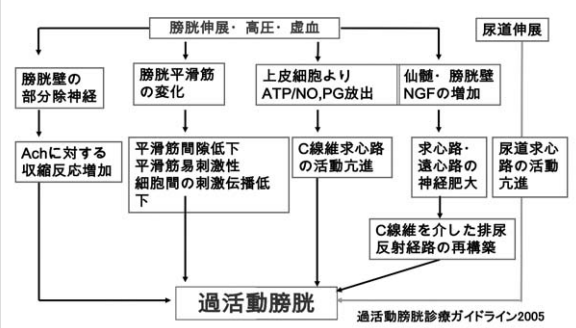 膀胱伸展・高圧・虚血
尿道伸展
膀胱壁の
部分除神経
膀胱平滑筋
の変化
上皮細胞より
ATP/NO,PG放出
仙髄・膀胱壁
NGFの増加
Achに対する
収縮反応増加
平滑筋間隙低下
平滑筋易刺激性
細胞間の刺激伝播低
下
C線維求心路
の活動亢進
求心路・
遠心路の
神経肥大
尿道求心
路の活動
亢進
C線維を介した排尿
反射経路の再構築
過活動膀胱
過活動膀胱診療ガイドライン2005